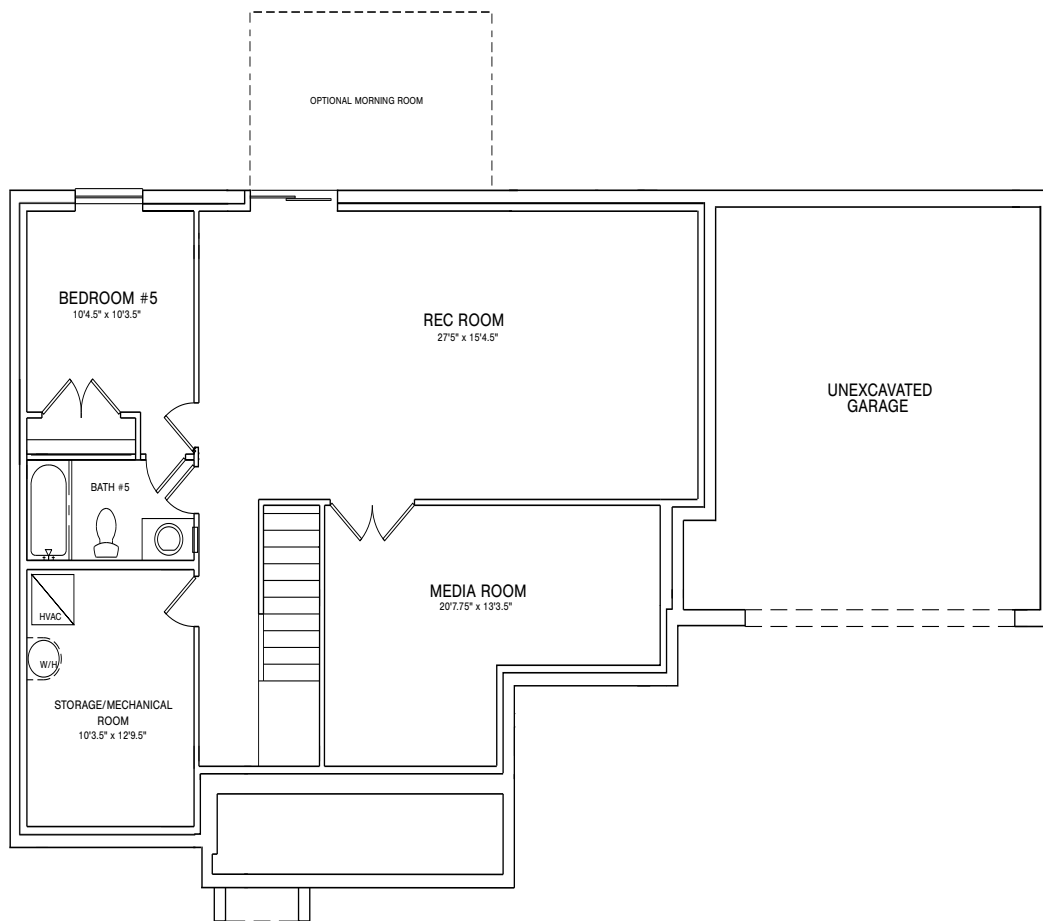 OPTIONAL MORNING ROOM
BEDROOM #5
10'4.5" x 10'3.5"
REC ROOM
27'5" x 15'4.5"
UNEXCAVATED
GARAGE
BATH #5
MEDIA ROOM
20'7.75" x 13'3.5"
HVAC
W/H
STORAGE/MECHANICAL
ROOM
10'3.5" x 12'9.5"